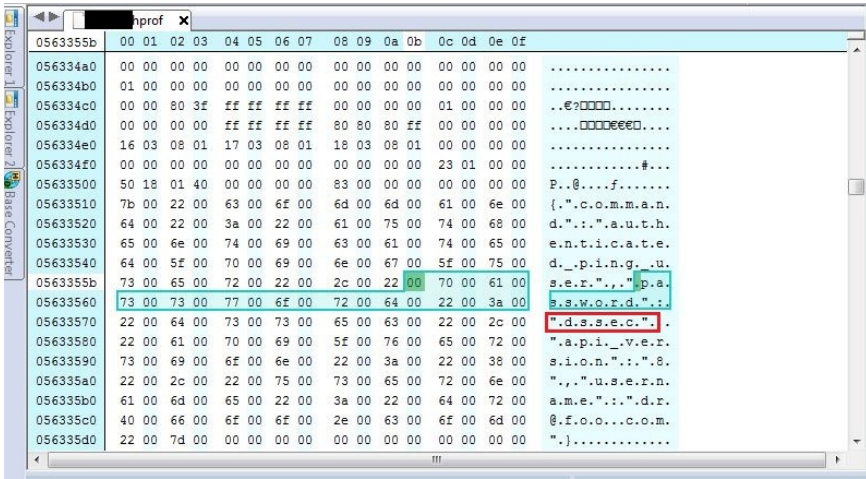 hprof x
Explorer 1
Explorer 2
Base Converter
0563355b 00 01 02 03 04 05 06 07 08 09 0a 0b 0c 0d 0e 0f
056334a0 00 00 00 00 00 00 00 00 00 00 00 00 00 00 00 00 ................
056334b0 01 00 00 00 00 00 00 00 00 00 00 00 00 00 00 00 ................
056334c0 00 00 80 3f ff ff ff ff 00 00 00 00 01 00 00 00 ..€?□□□□........
056334d0 00 00 00 00 ff ff ff ff 80 80 80 ff 00 00 00 00 ....□□□□€€€□....
056334e0 16 03 08 01 17 03 08 01 18 03 08 01 00 00 00 00 ................
056334f0 00 00 00 00 00 00 00 00 00 00 00 00 23 01 00 00 ............#...
05633500 50 18 01 40 00 00 00 00 83 00 00 00 00 00 00 00 P..@....ƒ.......
05633510 7b 00 22 00 63 00 6f 00 6d 00 6d 00 61 00 6e 00 {.".c.o.m.m.a.n.
05633520 64 00 22 00 3a 00 22 00 61 00 75 00 74 00 68 00 d.".:.".a.u.t.h.
05633530 65 00 6e 00 74 00 69 00 63 00 61 00 74 00 65 00 e.n.t.i.c.a.t.e.
05633540 64 00 5f 00 70 00 69 00 6e 00 67 00 5f 00 75 00 d._.p.i.n.g._.u.
0563355b 73 00 65 00 72 00 22 00 2c 00 22 00 70 00 61 00 s.e.r.".,.".p.a.
05633560 73 00 73 00 77 00 6f 00 72 00 64 00 22 00 3a 00 s.s.w.o.r.d.".:.
05633570 22 00 64 00 73 00 73 00 65 00 63 00 22 00 2c 00 ".d.s.s.e.c.". .
05633580 22 00 61 00 70 00 69 00 5f 00 76 00 65 00 72 00 ".a.p.i._.v.e.r.
05633590 73 00 69 00 6f 00 6e 00 22 00 3a 00 22 00 38 00 s.i.o.n.".:.".8.
056335a0 22 00 2c 00 22 00 75 00 73 00 65 00 72 00 6e 00 ".,.".u.s.e.r.n.
056335b0 61 00 6d 00 65 00 22 00 3a 00 22 00 64 00 72 00 a.m.e.".:.".d.r.
056335c0 40 00 66 00 6f 00 6f 00 2e 00 63 00 6f 00 6d 00 @.f.o.o...c.o.m.
056335d0 22 00 7d 00 00 00 00 00 00 00 00 00 00 00 00 00 ".}.............